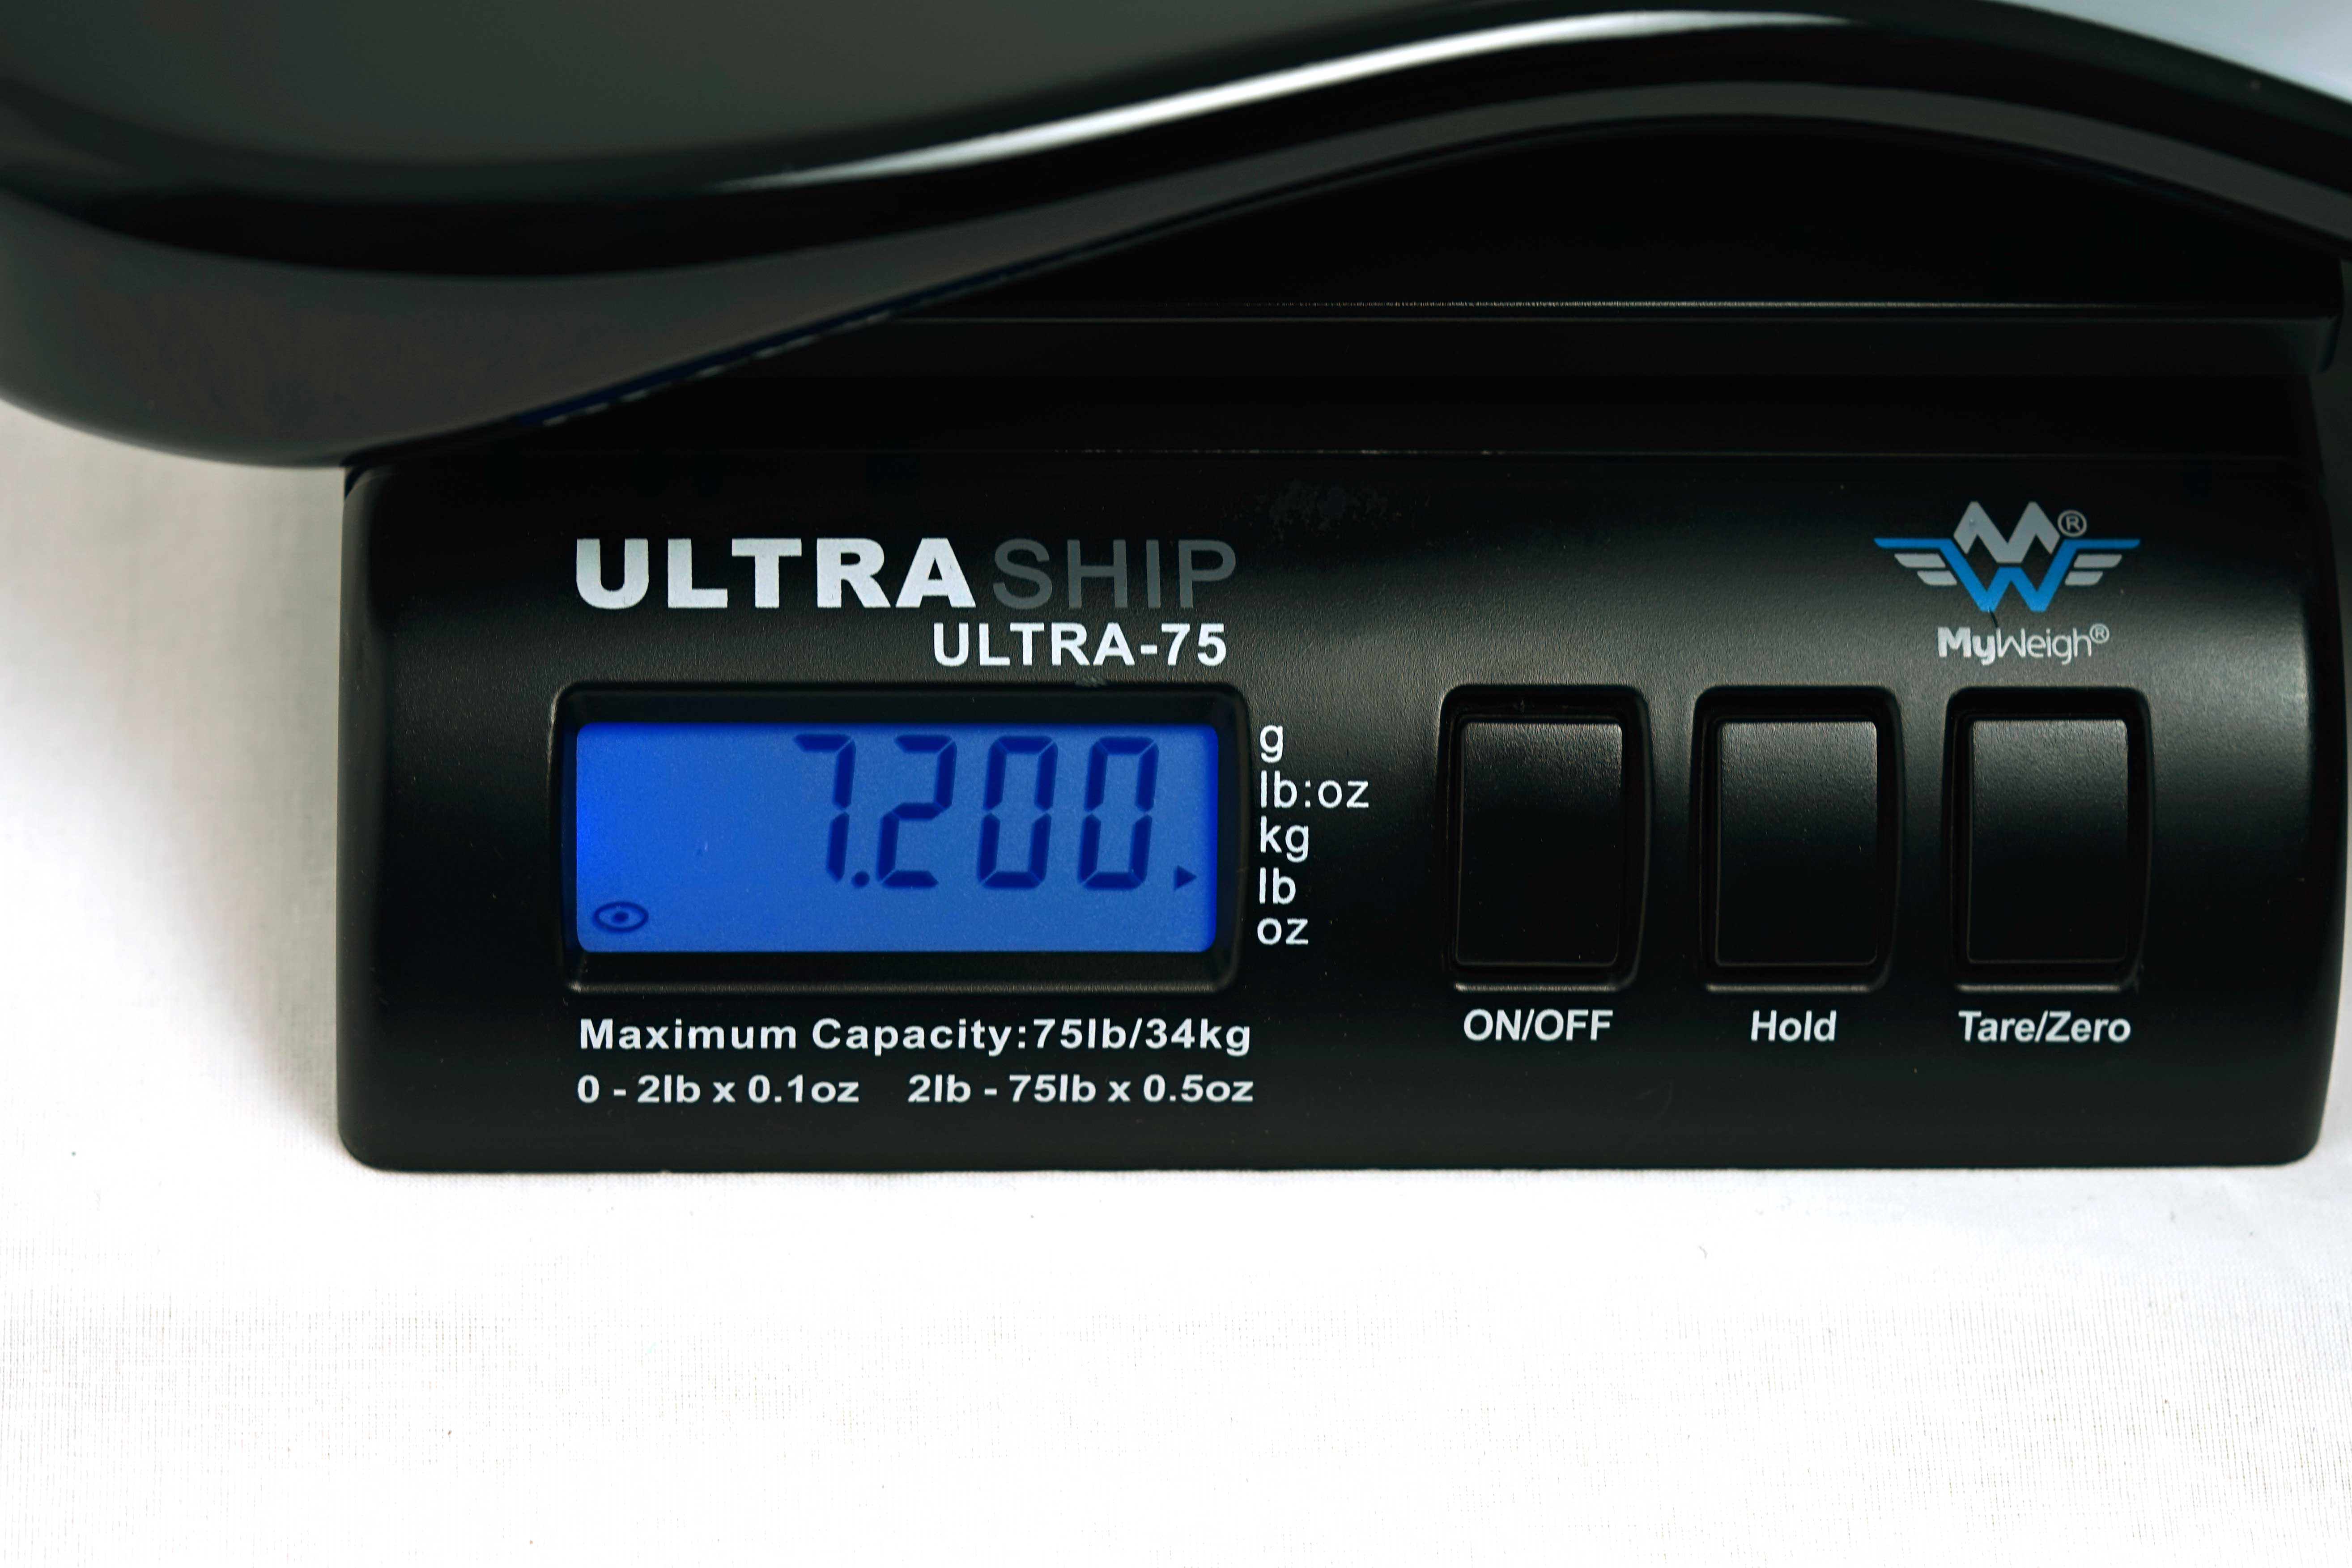 M®
W
ULTRA SHIP
ULTRA-75
MyWeigh®
7.200
g
lb:oz
kg
lb
oz
Maximum Capacity:75lb/34kg
0 - 2lb x 0.1oz 2lb - 75lb x 0.5oz
ON/OFF
Hold
Tare/Zero